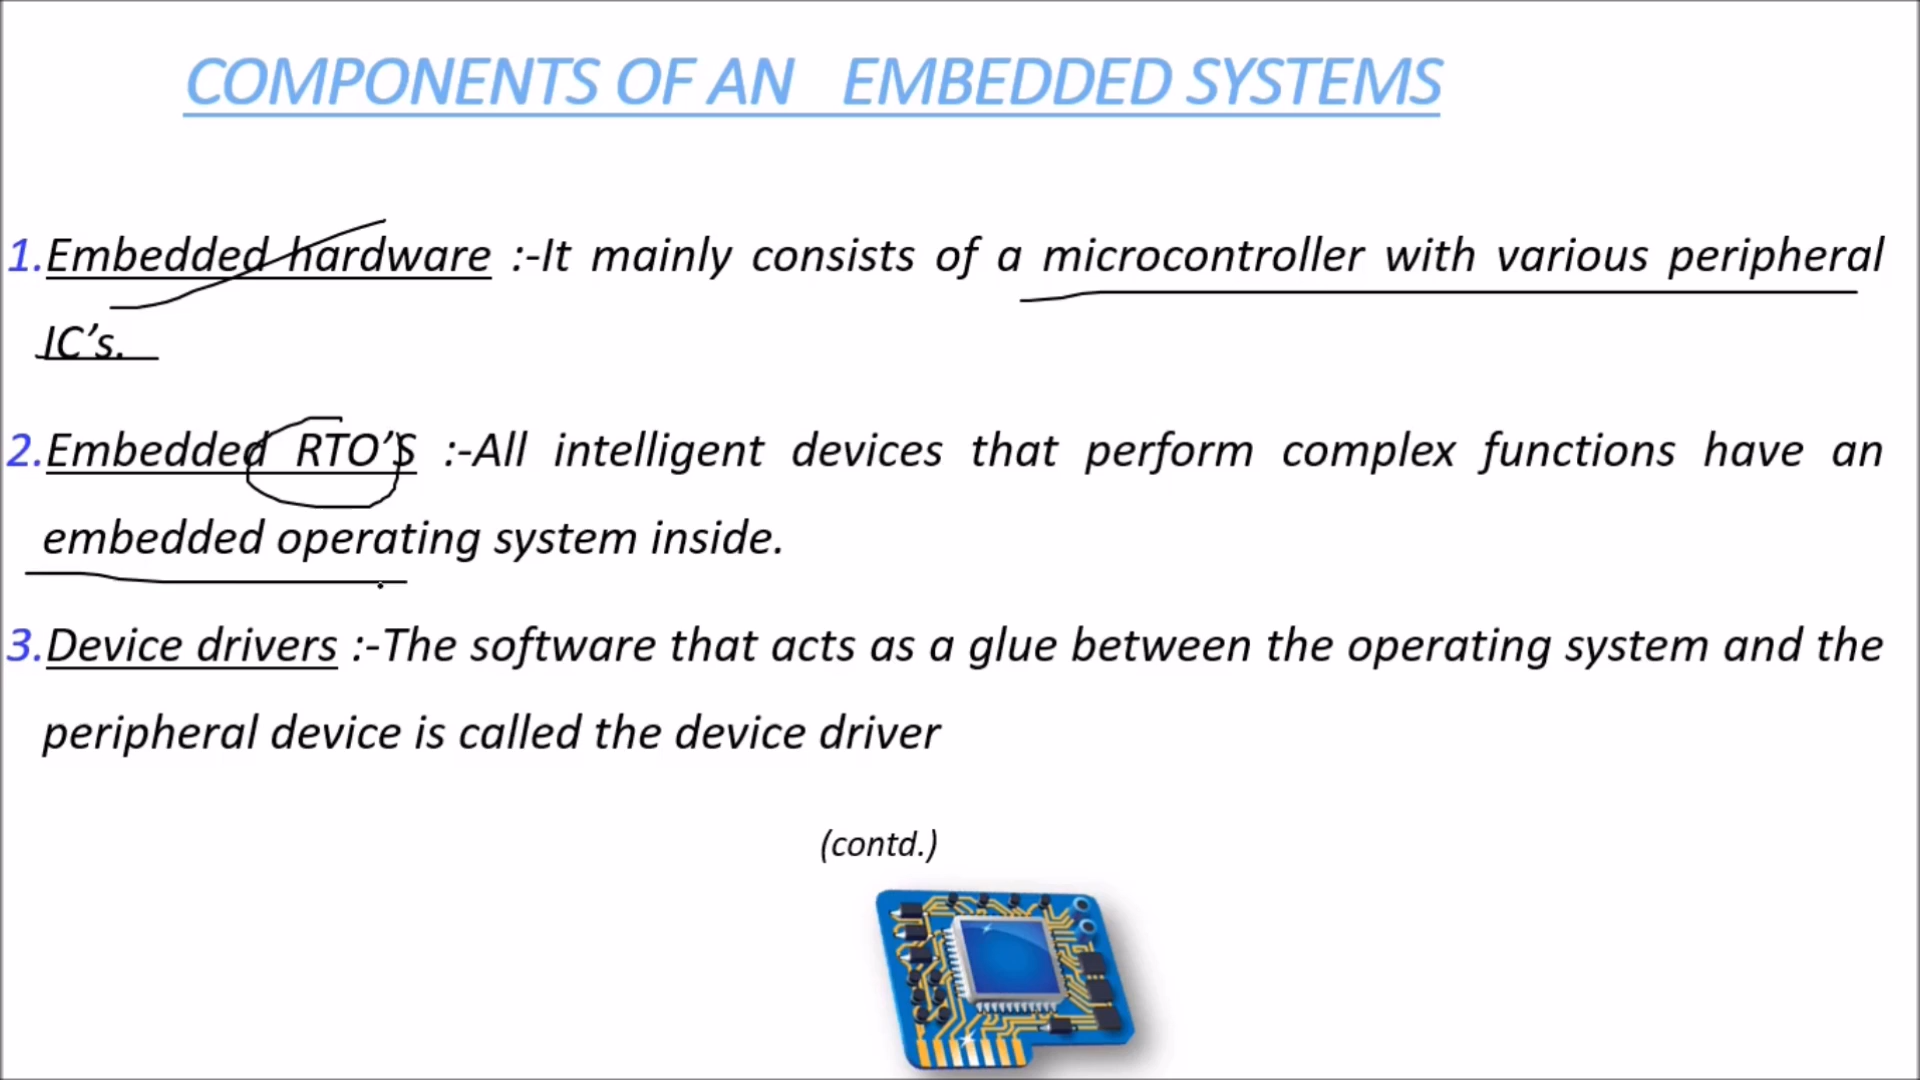 COMPONENTS OF AN EMBEDDED SYSTEMS
1.Embedded hardware :-It mainly consists of a microcontroller with various peripheral
IC’s.
2.Embedded RTO’S :-All intelligent devices that perform complex functions have an
embedded operating system inside.
3.Device drivers :-The software that acts as a glue between the operating system and the
peripheral device is called the device driver
(contd.)